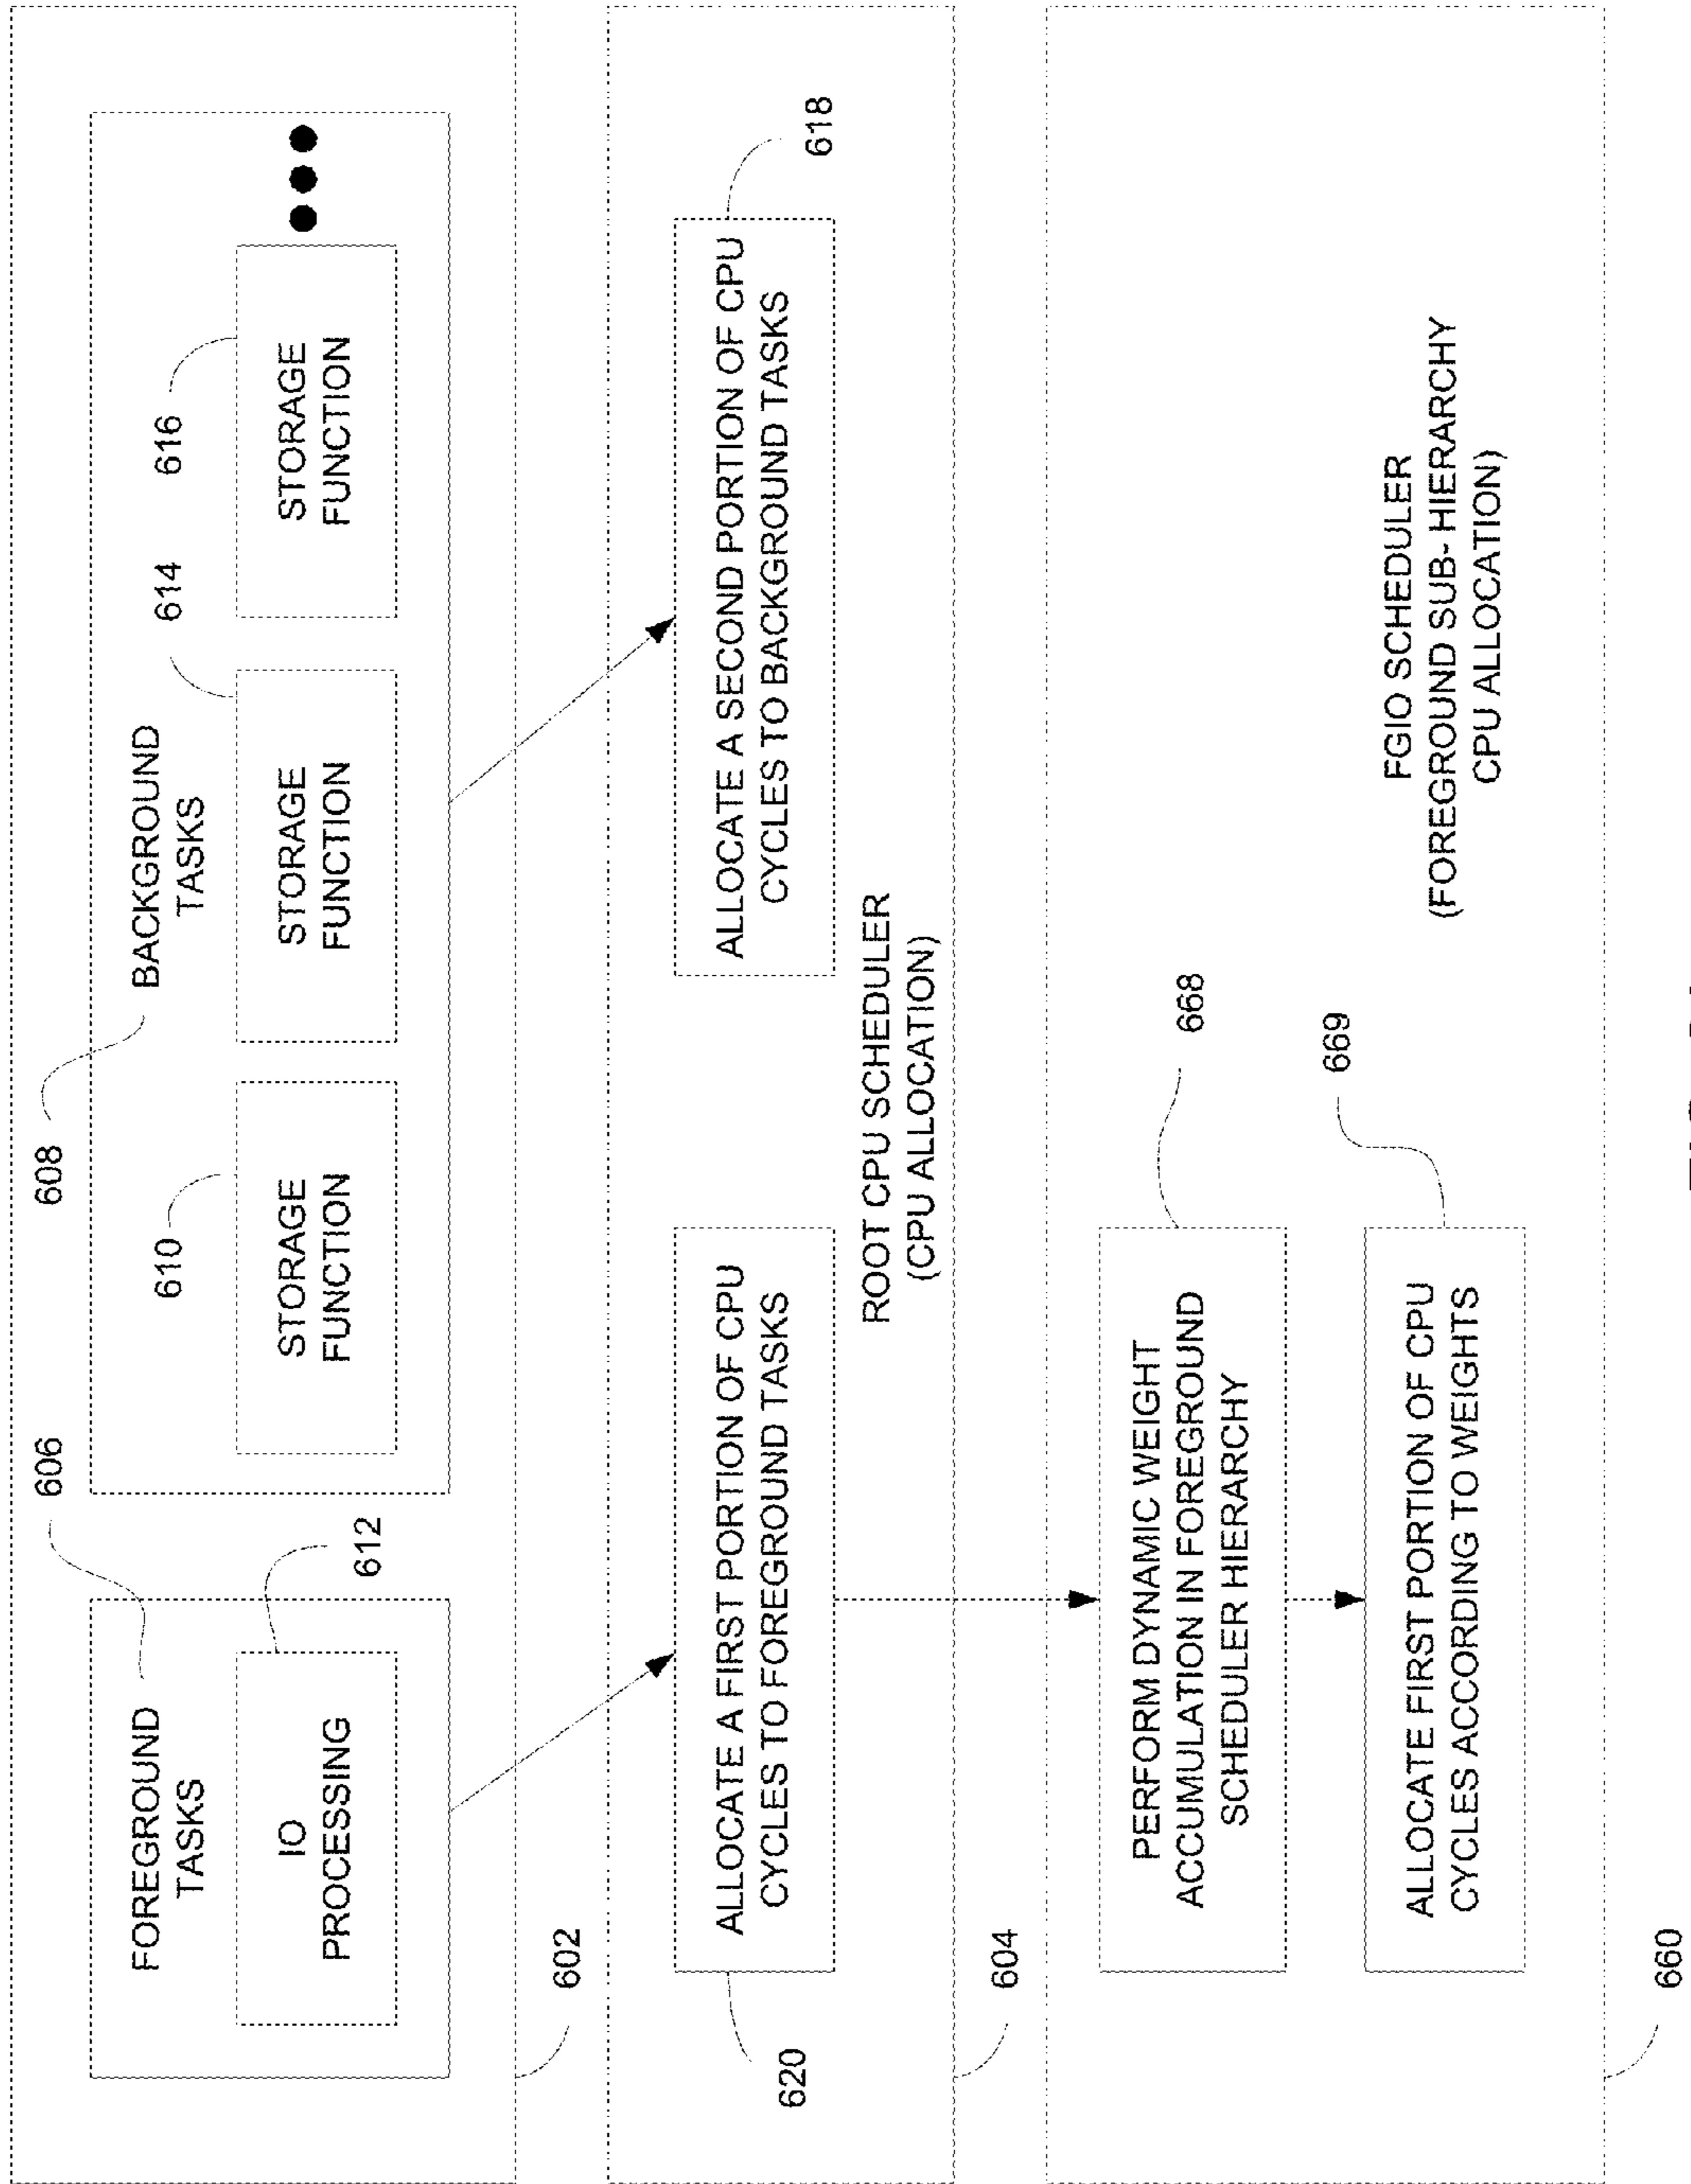 606
608
FOREGROUND
TASKS
BACKGROUND
TASKS
612
610
614
616
IO
PROCESSING
STORAGE
FUNCTION
STORAGE
FUNCTION
STORAGE
FUNCTION
602
620
ALLOCATE A FIRST PORTION OF CPU
CYCLES TO FOREGROUND TASKS
ALLOCATE A SECOND PORTION OF CPU
CYCLES TO BACKGROUND TASKS
618
ROOT CPU SCHEDULER
(CPU ALLOCATION)
604
PERFORM DYNAMIC WEIGHT
ACCUMULATION IN FOREGROUND
SCHEDULER HIERARCHY
668
669
ALLOCATE FIRST PORTION OF CPU
CYCLES ACCORDING TO WEIGHTS
FGIO SCHEDULER
(FOREGROUND SUB- HIERARCHY
CPU ALLOCATION)
660